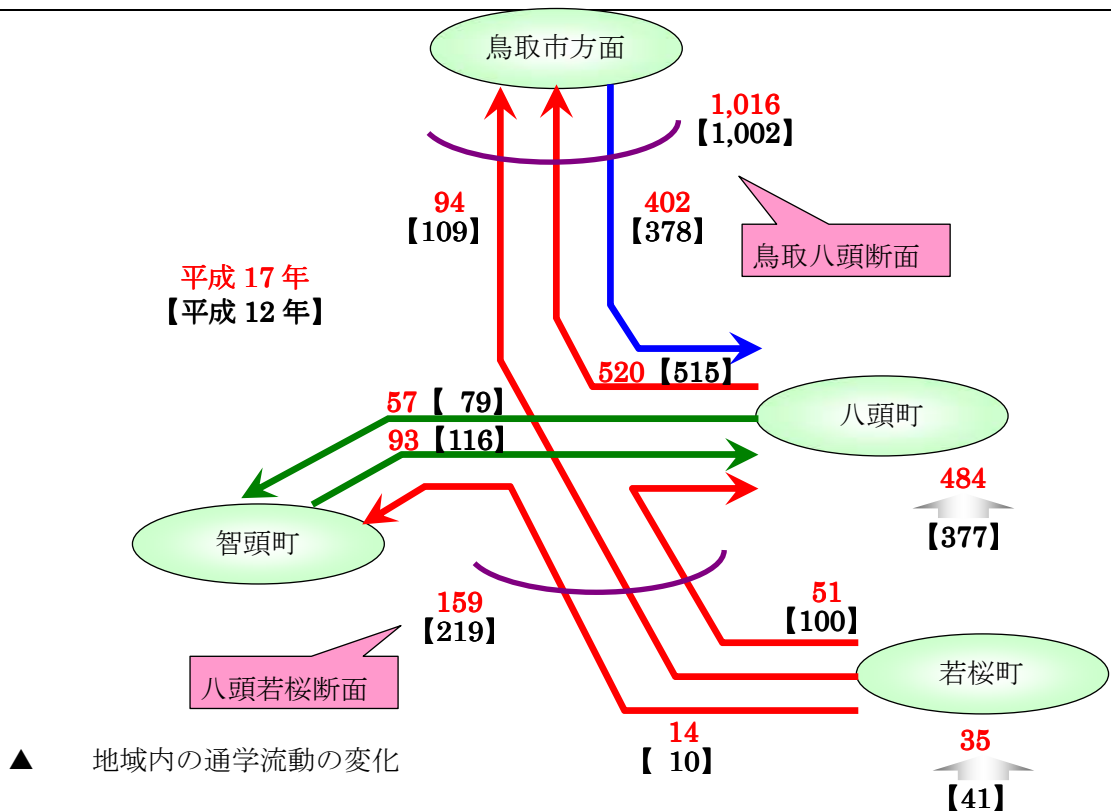 鳥取市方面
1,016
【1,002】
94
【109】
402
【378】
鳥取八頭断面
平成 17 年
【平成 12 年】
520 【515】
57 【 79】
八頭町
93 【116】
484
【377】
智頭町
159
【219】
51
【100】
八頭若桜断面
若桜町
14
【 10】
35
【41】
▲ 地域内の通学流動の変化